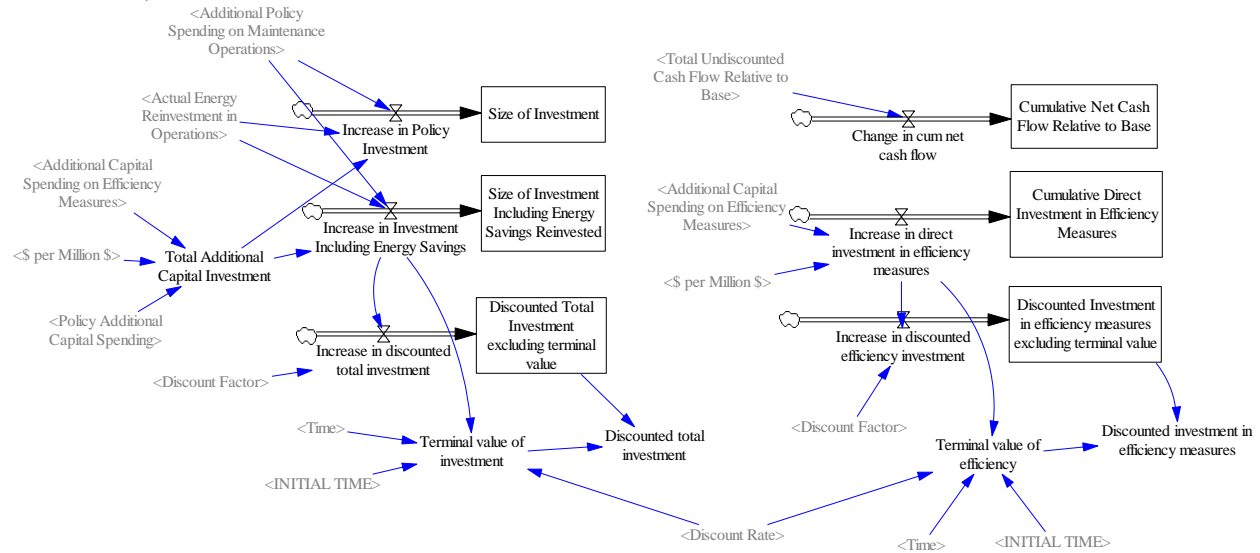 <Additional Policy
Spending on Maintenance
Operations>
<Total Undiscounted
Cash Flow Relative to
Base>
<Actual Energy
Reinvestment in
Operations>
Increase in Policy
Investment
Size of Investment
Change in cum net
cash flow
Cumulative Net Cash
Flow Relative to Base
<Additional Capital
Spending on Efficiency
Measures>
Increase in Investment
Including Energy Savings
Size of Investment
Including Energy
Savings Reinvested
<Additional Capital
Spending on Efficiency
Measures>
Increase in direct
investment in efficiency
measures
Cumulative Direct
Investment in Efficiency
Measures
<$ per Million $>
Total Additional
Capital Investment
<$ per Million $>
<Policy Additional
Capital Spending>
Increase in discounted
total investment
Discounted Total
Investment
excluding terminal
value
Increase in discounted
efficiency investment
Discounted Investment
in efficiency measures
excluding terminal value
<Discount Factor>
<Discount Factor>
<Time>
Terminal value of
investment
Discounted total
investment
Terminal value of
efficiency
Discounted investment in
efficiency measures
<INITIAL TIME>
<Discount Rate>
<Time>
<INITIAL TIME>